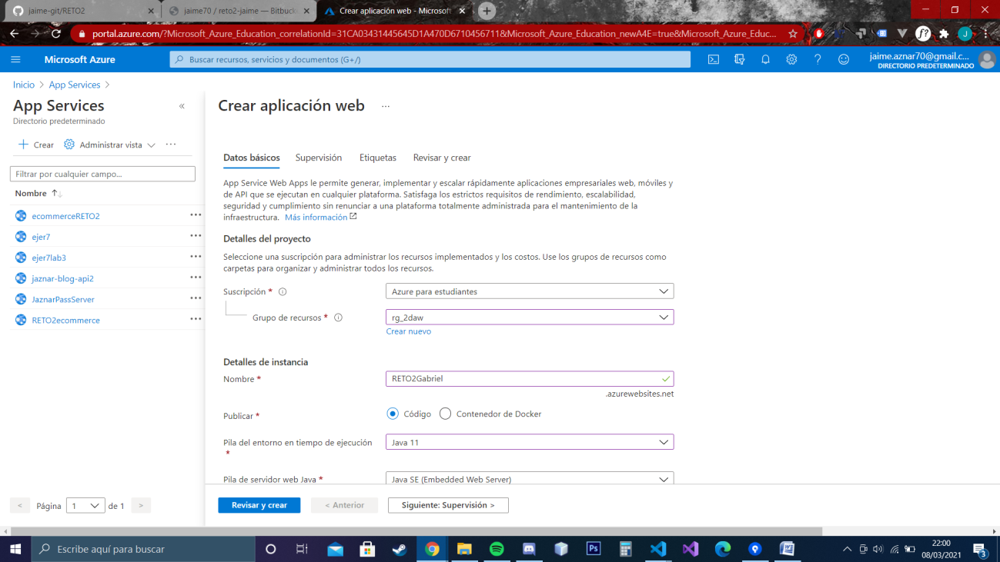 jaime-git/RETO2
jaime70 / reto2-jaime — Bitbuck
Crear aplicación web - Microsoft
portal.azure.com/?Microsoft_Azure_Education_correlationId=31CA03431445645D1A470D6710456711&Microsoft_Azure_Education_newA4E=true&Microsoft_Azure_Educ...
Microsoft Azure
Buscar recursos, servicios y documentos (G+/)
jaime.aznar70@gmail.c...
DIRECTORIO PREDETERMINADO
Inicio > App Services >
App Services
Directorio predeterminado
Crear
Administrar vista
Filtrar por cualquier campo...
Nombre
ecommerceRETO2
ejer7
ejer7lab3
jaznar-blog-api2
JaznarPassServer
RETO2ecommerce
< Página 1 de 1 >
Crear aplicación web ...
Datos básicos Supervisión Etiquetas Revisar y crear
App Service Web Apps le permite generar, implementar y escalar rápidamente aplicaciones empresariales web, móviles y
de API que se ejecutan en cualquier plataforma. Satisfaga los estrictos requisitos de rendimiento, escalabilidad,
seguridad y cumplimiento sin renunciar a una plataforma totalmente administrada para el mantenimiento de la
infraestructura. Más información
Detalles del proyecto
Seleccione una suscripción para administrar los recursos implementados y los costos. Use los grupos de recursos como
carpetas para organizar y administrar todos los recursos.
Suscripción * Azure para estudiantes
Grupo de recursos * rg_2daw
Crear nuevo
Detalles de instancia
Nombre * RETO2Gabriel
.azurewebsites.net
Publicar * Código Contenedor de Docker
Pila del entorno en tiempo de ejecución * Java 11
Pila de servidor web Java * Java SE (Embedded Web Server)
Revisar y crear < Anterior Siguiente: Supervisión >
Escribe aquí para buscar
Ps
22:00
08/03/2021
3